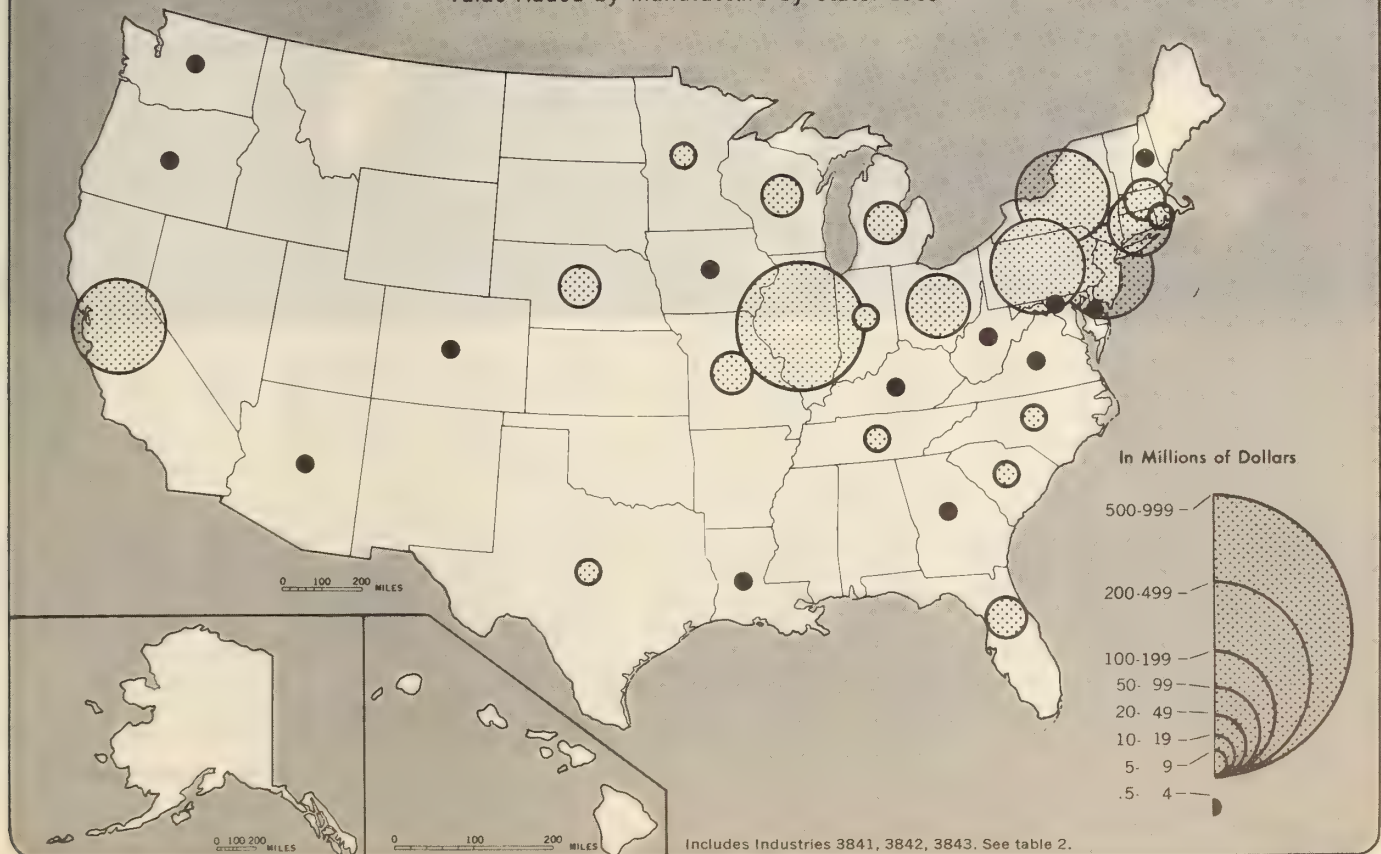 In Millions of Dollars
500-999
200-499
100-199
50- 99
20- 49
10- 19
5- 9
.5- 4
0 100 200 MILES
0 100 200 MILES
0 200 MILES
Includes Industries 3841, 3842, 3843. See table 2.